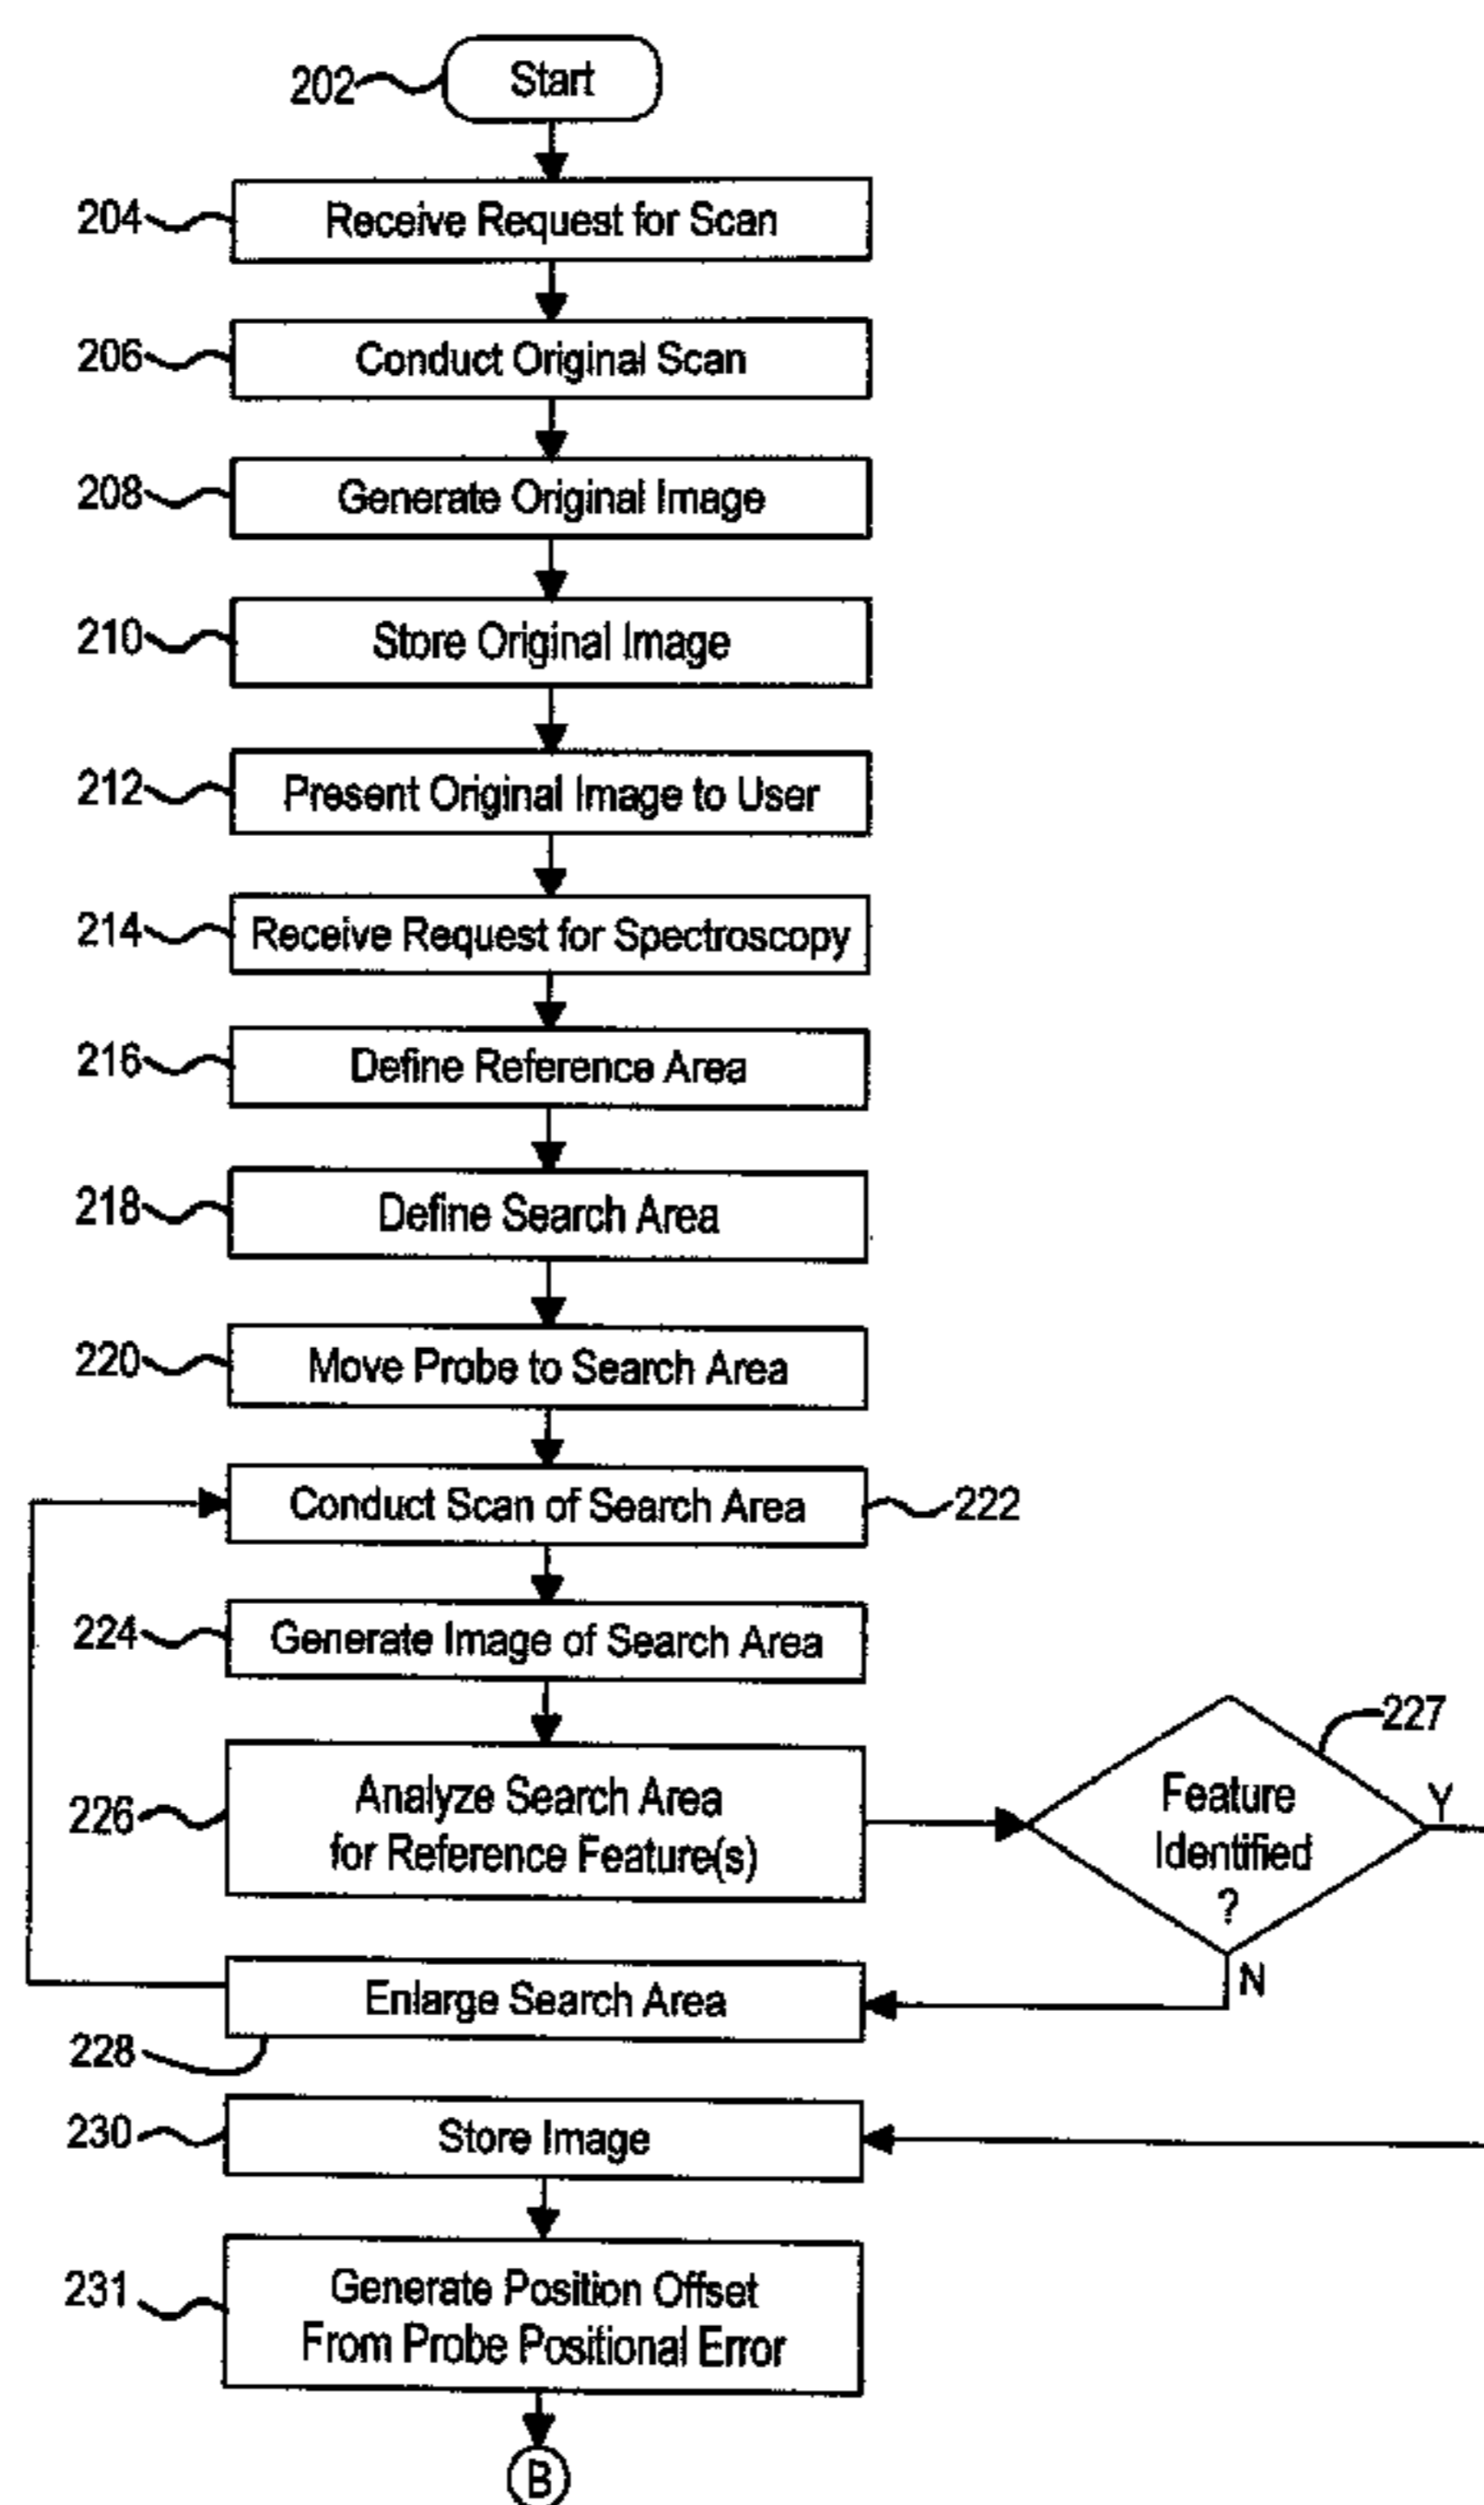 202 Start
204 Receive Request for Scan
206 Conduct Original Scan
208 Generate Original Image
210 Store Original Image
212 Present Original Image to User
214 Receive Request for Spectroscopy
216 Define Reference Area
218 Define Search Area
220 Move Probe to Search Area
Conduct Scan of Search Area 222
224 Generate Image of Search Area
227
226 Analyze Search Area
for Reference Feature(s)
Feature
Identified
?
Y
N
Enlarge Search Area
228
230 Store Image
231 Generate Position Offset
From Probe Positional Error
B